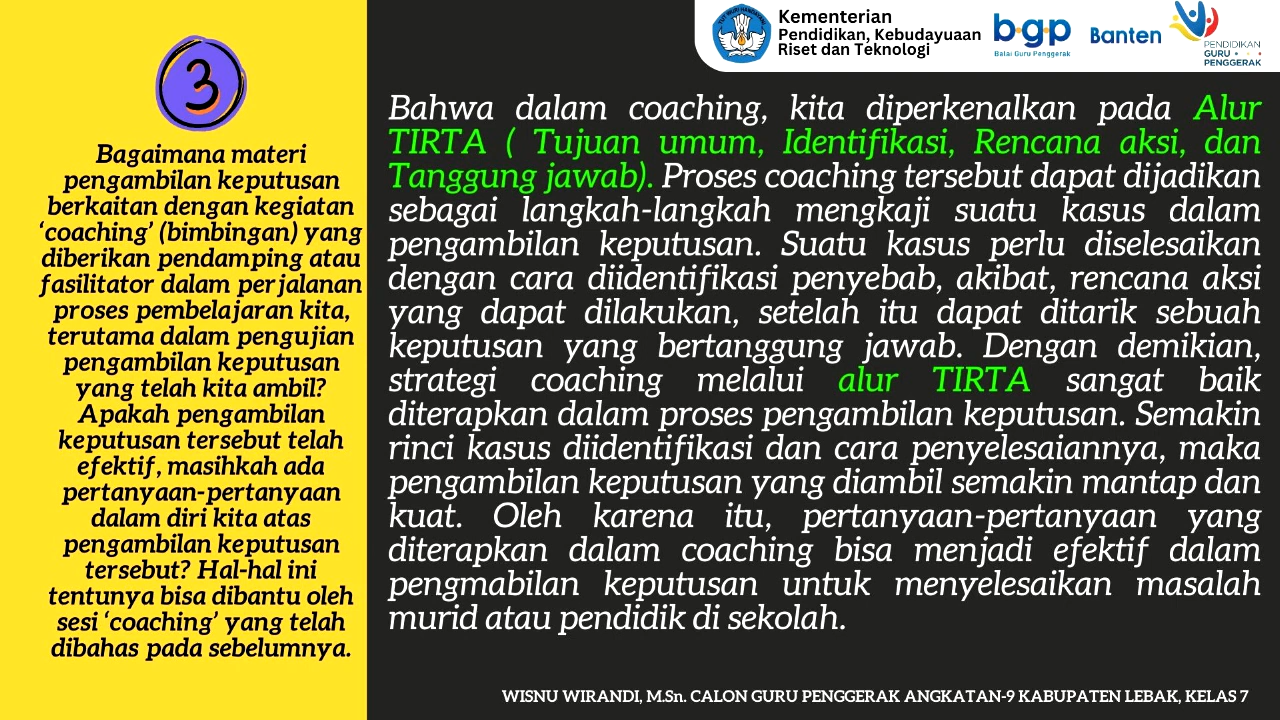 Kementerian
Pendidikan, Kebudayuaan
Riset dan Teknologi
bgp
Balai Guru Penggerak
Banten
PENDIDIKAN
GURU
PENGGERAK
3
Bagaimana materi
pengambilan keputusan
berkaitan dengan kegiatan
‘coaching’ (bimbingan) yang
diberikan pendamping atau
fasilitator dalam perjalanan
proses pembelajaran kita,
terutama dalam pengujian
pengambilan keputusan
yang telah kita ambil?
Apakah pengambilan
keputusan tersebut telah
efektif, masihkah ada
pertanyaan-pertanyaan
dalam diri kita atas
pengambilan keputusan
tersebut? Hal-hal ini
tentunya bisa dibantu oleh
sesi ‘coaching’ yang telah
dibahas pada sebelumnya.
Bahwa dalam coaching, kita diperkenalkan pada Alur
TIRTA ( Tujuan umum, Identifikasi, Rencana aksi, dan
Tanggung jawab). Proses coaching tersebut dapat dijadikan
sebagai langkah-langkah mengkaji suatu kasus dalam
pengambilan keputusan. Suatu kasus perlu diselesaikan
dengan cara diidentifikasi penyebab, akibat, rencana aksi
yang dapat dilakukan, setelah itu dapat ditarik sebuah
keputusan yang bertanggung jawab. Dengan demikian,
strategi coaching melalui alur TIRTA sangat baik
diterapkan dalam proses pengambilan keputusan. Semakin
rinci kasus diidentifikasi dan cara penyelesaiannya, maka
pengambilan keputusan yang diambil semakin mantap dan
kuat. Oleh karena itu, pertanyaan-pertanyaan yang
diterapkan dalam coaching bisa menjadi efektif dalam
pengmabilan keputusan untuk menyelesaikan masalah
murid atau pendidik di sekolah.
WISNU WIRANDI, M.Sn. CALON GURU PENGGERAK ANGKATAN-9 KABUPATEN LEBAK, KELAS 7